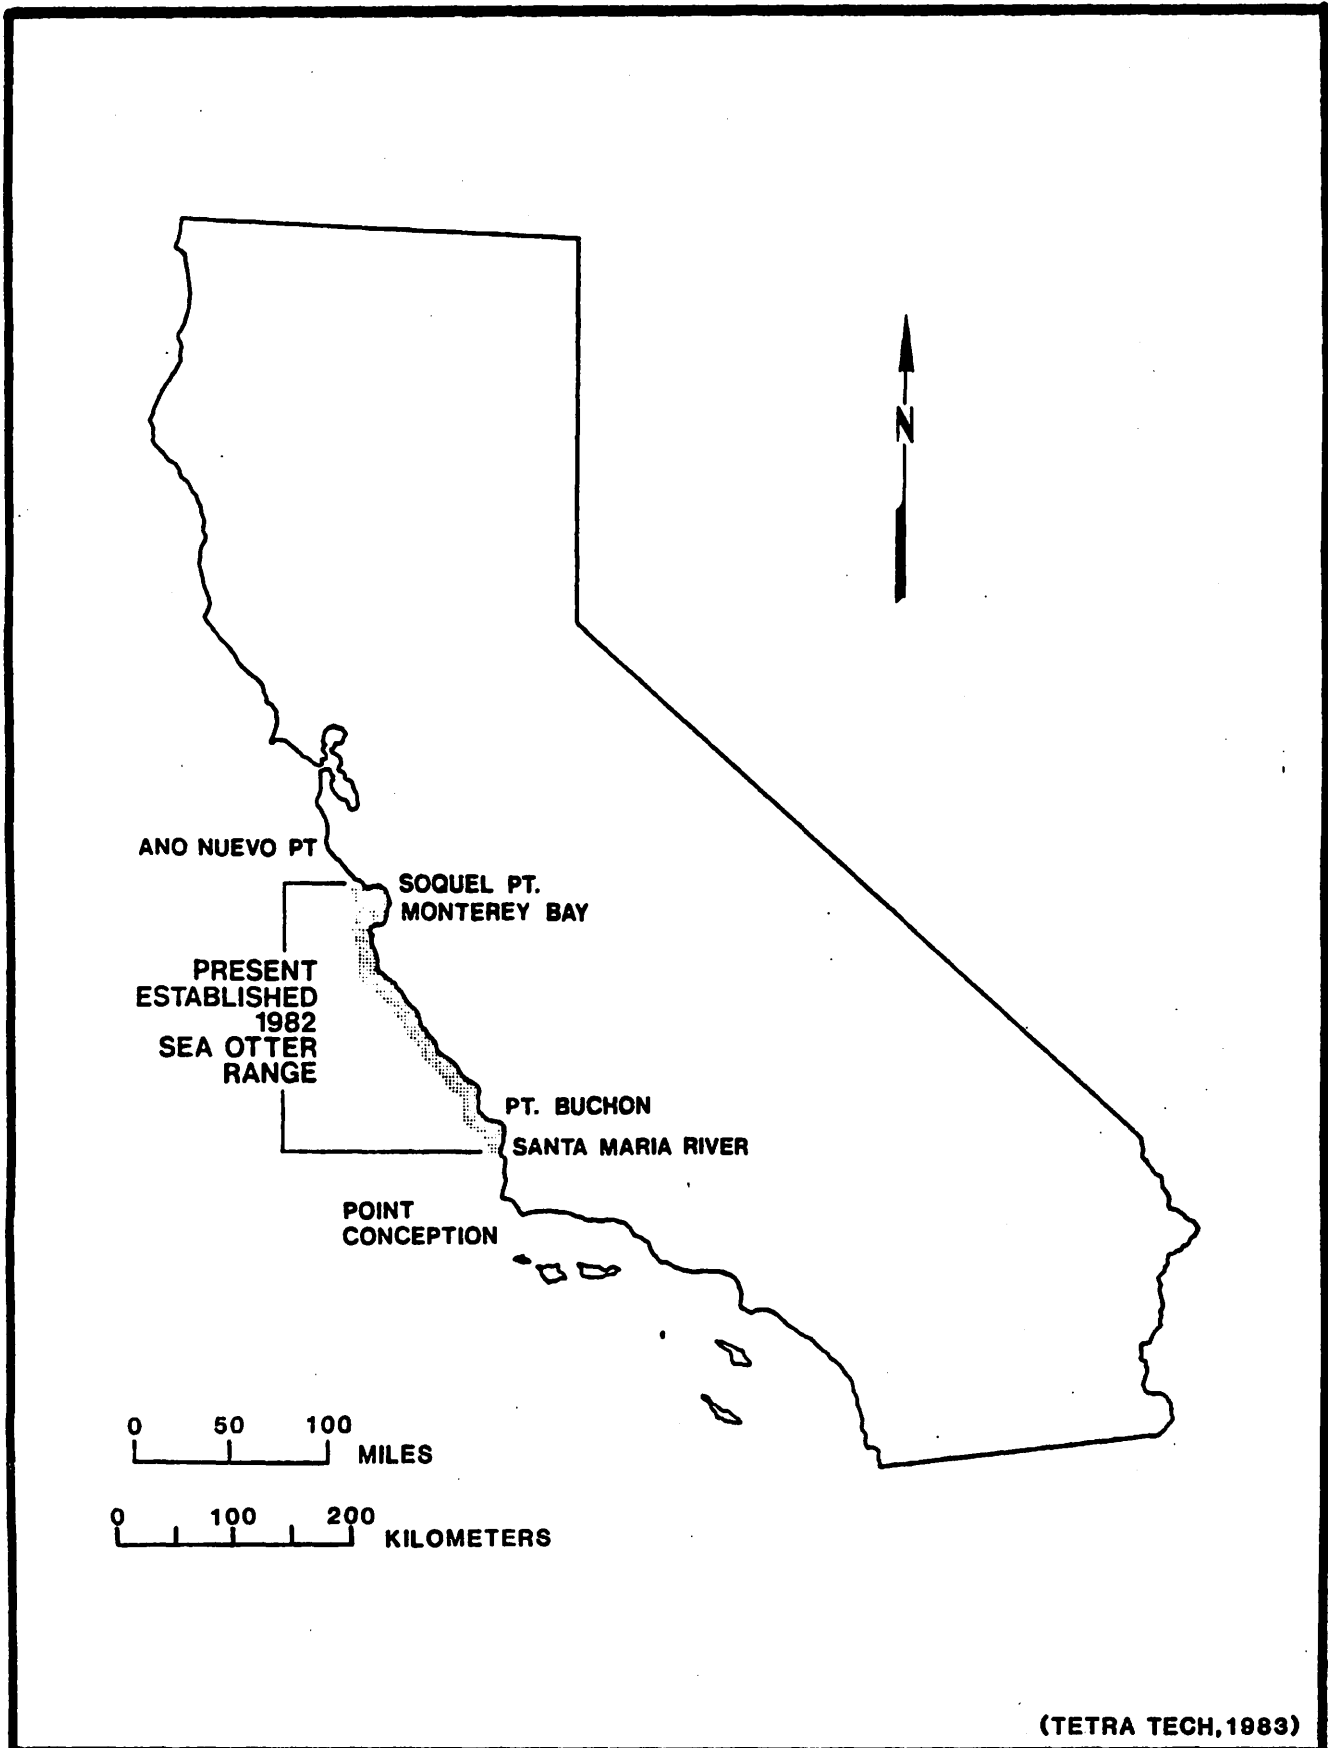 N
ANO NUEVO PT
SOQUEL PT.
MONTEREY BAY
PRESENT
ESTABLISHED
1982
SEA OTTER
RANGE
PT. BUCHON
SANTA MARIA RIVER
POINT
CONCEPTION
0 50 100
MILES
0 100 200
KILOMETERS
(TETRA TECH,1983)